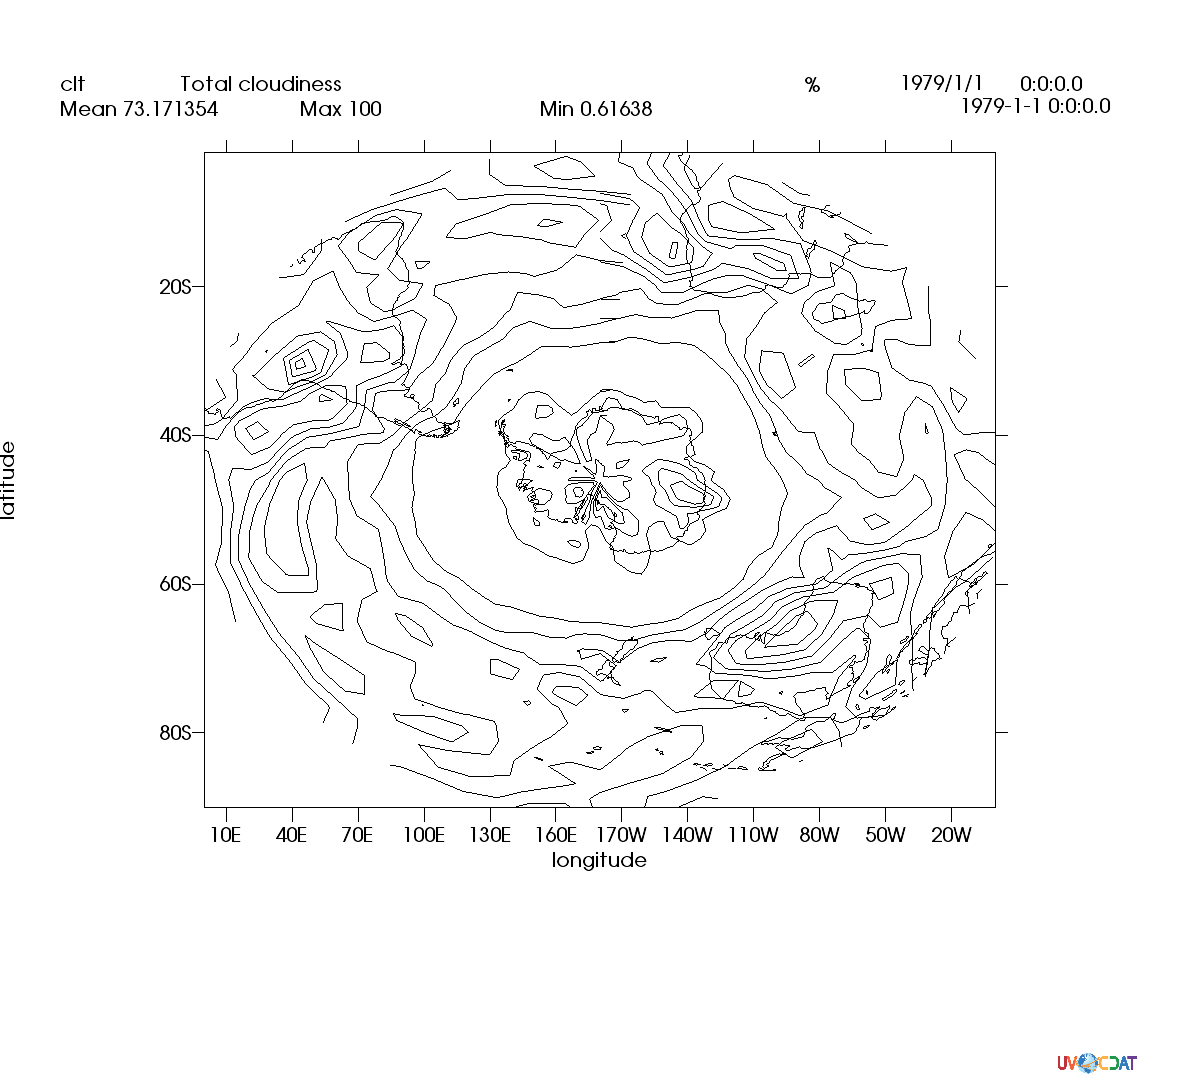 clt Total cloudiness % 1979/1/1 0:0:0.0
Mean 73.171354 Max 100 Min 0.61638 1979-1-1 0:0:0.0
20S
40S
60S
80S
latitude
10E 40E 70E 100E 130E 160E 170W 140W 110W 80W 50W 20W
longitude
UV CDAT